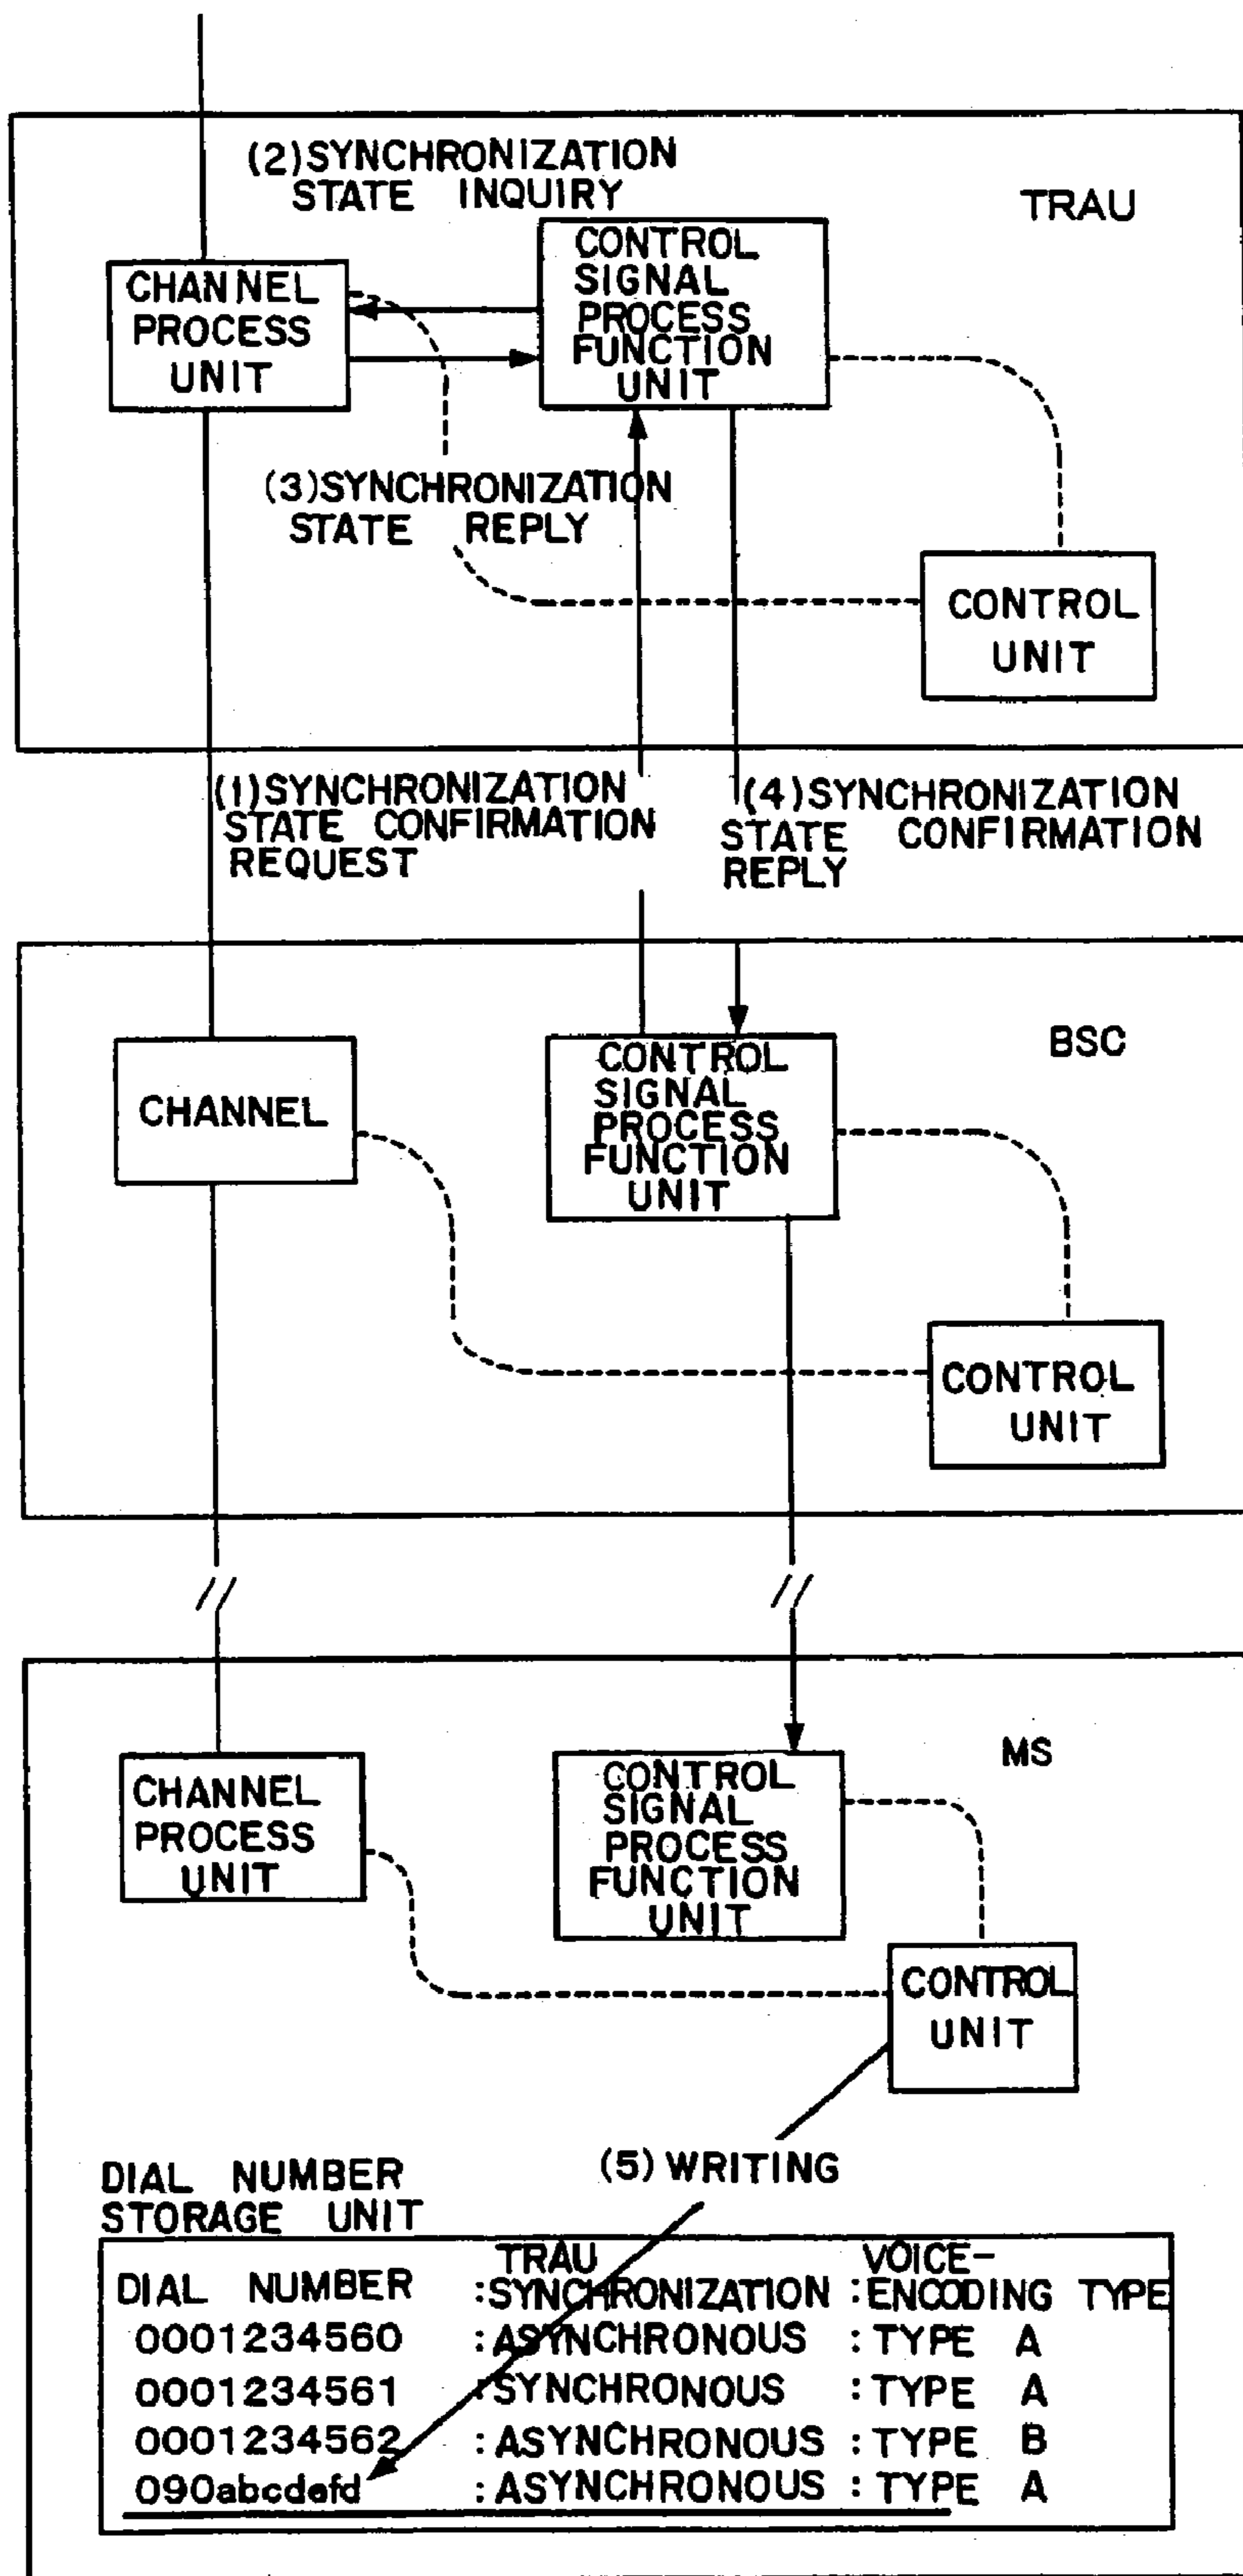 (2)SYNCHRONIZATION
STATE INQUIRY
TRAU
CHANNEL
PROCESS
UNIT
CONTROL
SIGNAL
PROCESS
FUNCTION
UNIT
(3)SYNCHRONIZATION
STATE REPLY
CONTROL
UNIT
(1)SYNCHRONIZATION
STATE CONFIRMATION
REQUEST
(4)SYNCHRONIZATION
STATE CONFIRMATION
REPLY
BSC
CHANNEL
CONTROL
SIGNAL
PROCESS
FUNCTION
UNIT
CONTROL
UNIT
MS
CHANNEL
PROCESS
UNIT
CONTROL
SIGNAL
PROCESS
FUNCTION
UNIT
CONTROL
UNIT
(5) WRITING
DIAL NUMBER
STORAGE UNIT
TRAU VOICE-
DIAL NUMBER :SYNCHRONIZATION :ENCODING TYPE
0001234560 :ASYNCHRONOUS :TYPE A
0001234561 :SYNCHRONOUS :TYPE A
0001234562 :ASYNCHRONOUS :TYPE B
090abcdefd :ASYNCHRONOUS :TYPE A